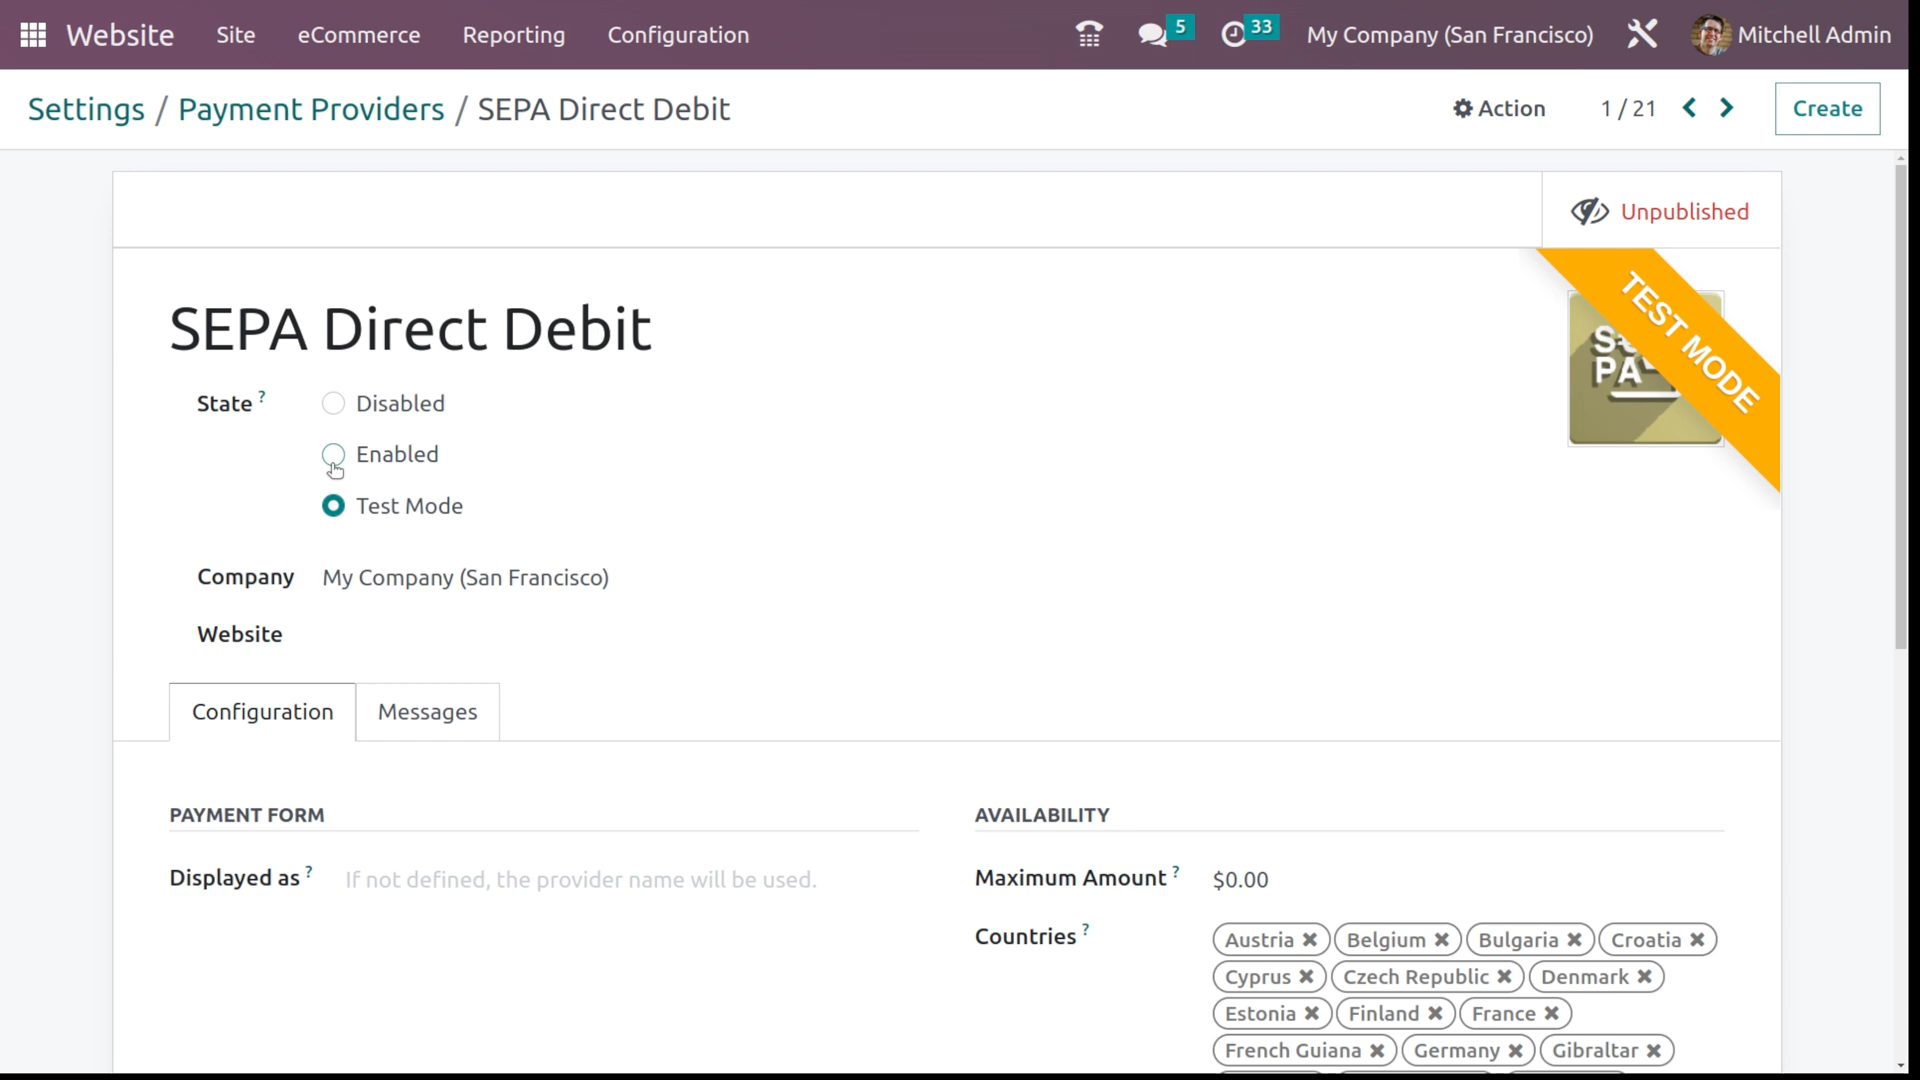 Website Site eCommerce Reporting Configuration 5 33 My Company (San Francisco) Mitchell Admin
Settings / Payment Providers / SEPA Direct Debit Action 1 / 21 Create
Unpublished
TEST MODE
SEPA Direct Debit
State ? Disabled
Enabled
Test Mode
Company My Company (San Francisco)
Website
Configuration Messages
PAYMENT FORM
Displayed as ? If not defined, the provider name will be used.
AVAILABILITY
Maximum Amount ? $0.00
Countries ? Austria Belgium Bulgaria Croatia
Cyprus Czech Republic Denmark
Estonia Finland France
French Guiana Germany Gibraltar